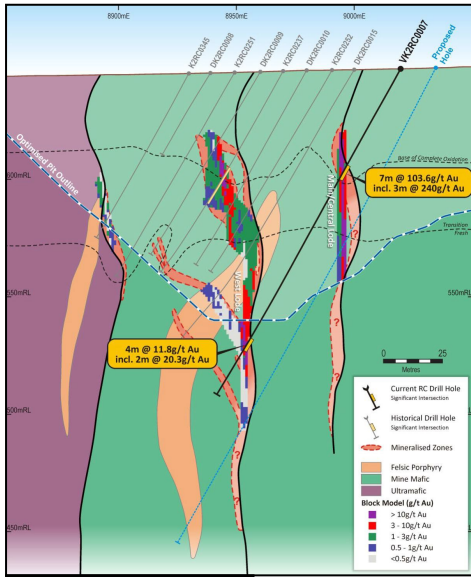 8900mE
8950mE
9000mE
K2RC0345
DK2RC0008
K2RC0251
DK2RC0009
K2RC0237
DK2RC0010
K2RC0252
DK2RC0015
VK2RC0007
Proposed
Hole
Optimised Pit Outline
600mRL
Base of Complete Oxidation
7m @ 103.6g/t Au
incl. 3m @ 240g/t Au
Main Central Lode
?
Transition
Fresh
550mRL
550mRL
West Lode
?
4m @ 11.8g/t Au
incl. 2m @ 20.3g/t Au
0
25
Metres
500mRL
?
?
450mRL
Current RC Drill Hole
Significant Intersection
Historical Drill Hole
Significant Intersection
Mineralised Zones
Felsic Porphyry
Mine Mafic
Ultramafic
Block Model (g/t Au)
> 10g/t Au
3 - 10g/t Au
1 - 3g/t Au
0.5 - 1g/t Au
<0.5g/t Au